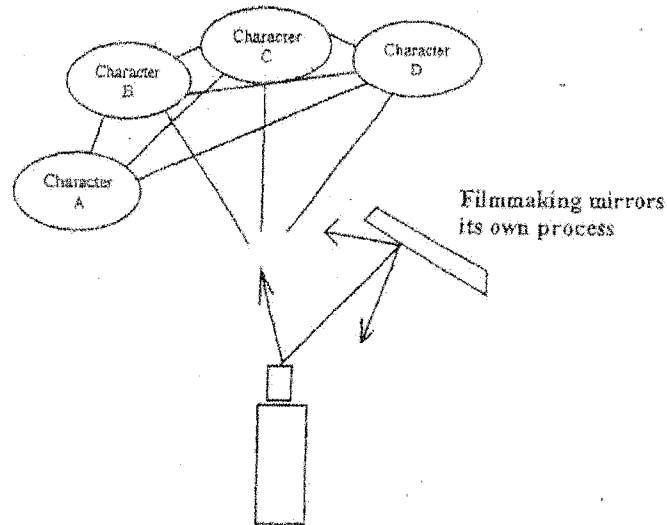 Character
C
Character
B
Character
D
Character
A
Filmmaking mirrors
its own process